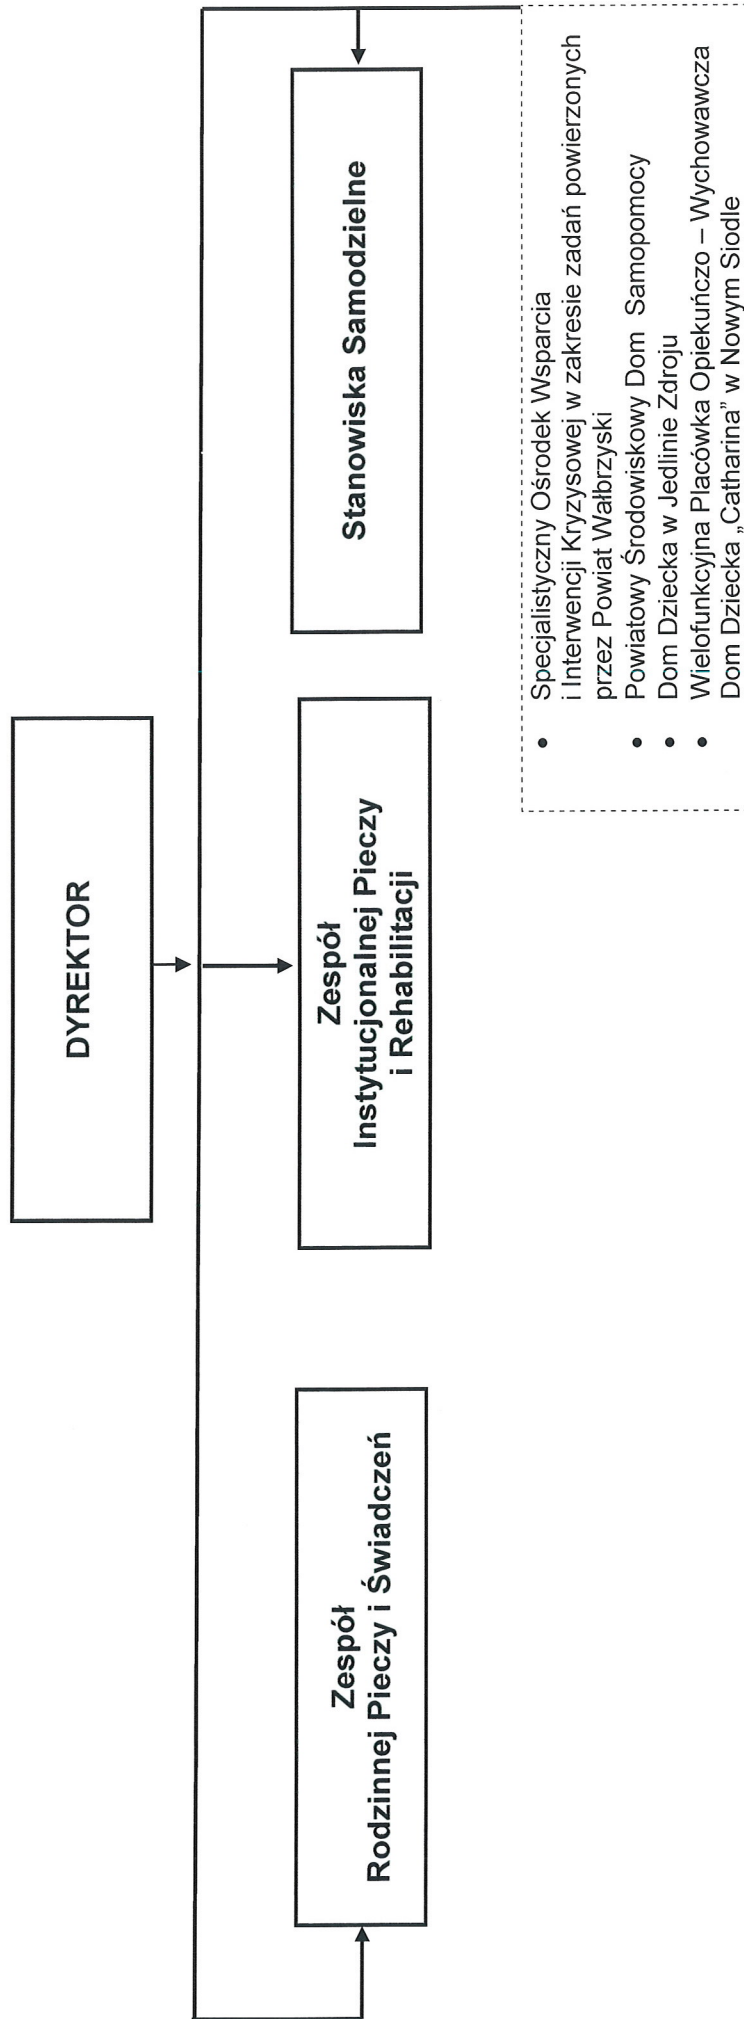 DYREKTOR
Zespół
Rodzinnej Pieczy i Świadczeń
Zespół
Instytucjonalnej Pieczy
i Rehabilitacji
Stanowiska Samodzielne
• Specjalistyczny Ośrodek Wsparcia
i Interwencji Kryzysowej w zakresie zadań powierzonych
przez Powiat Wałbrzyski
• Powiatowy Środowiskowy Dom Samopomocy
• Dom Dziecka w Jedlinie Zdroju
• Wielofunkcyjna Placówka Opiekuńczo – Wychowawcza
Dom Dziecka „Catharina” w Nowym Siodle